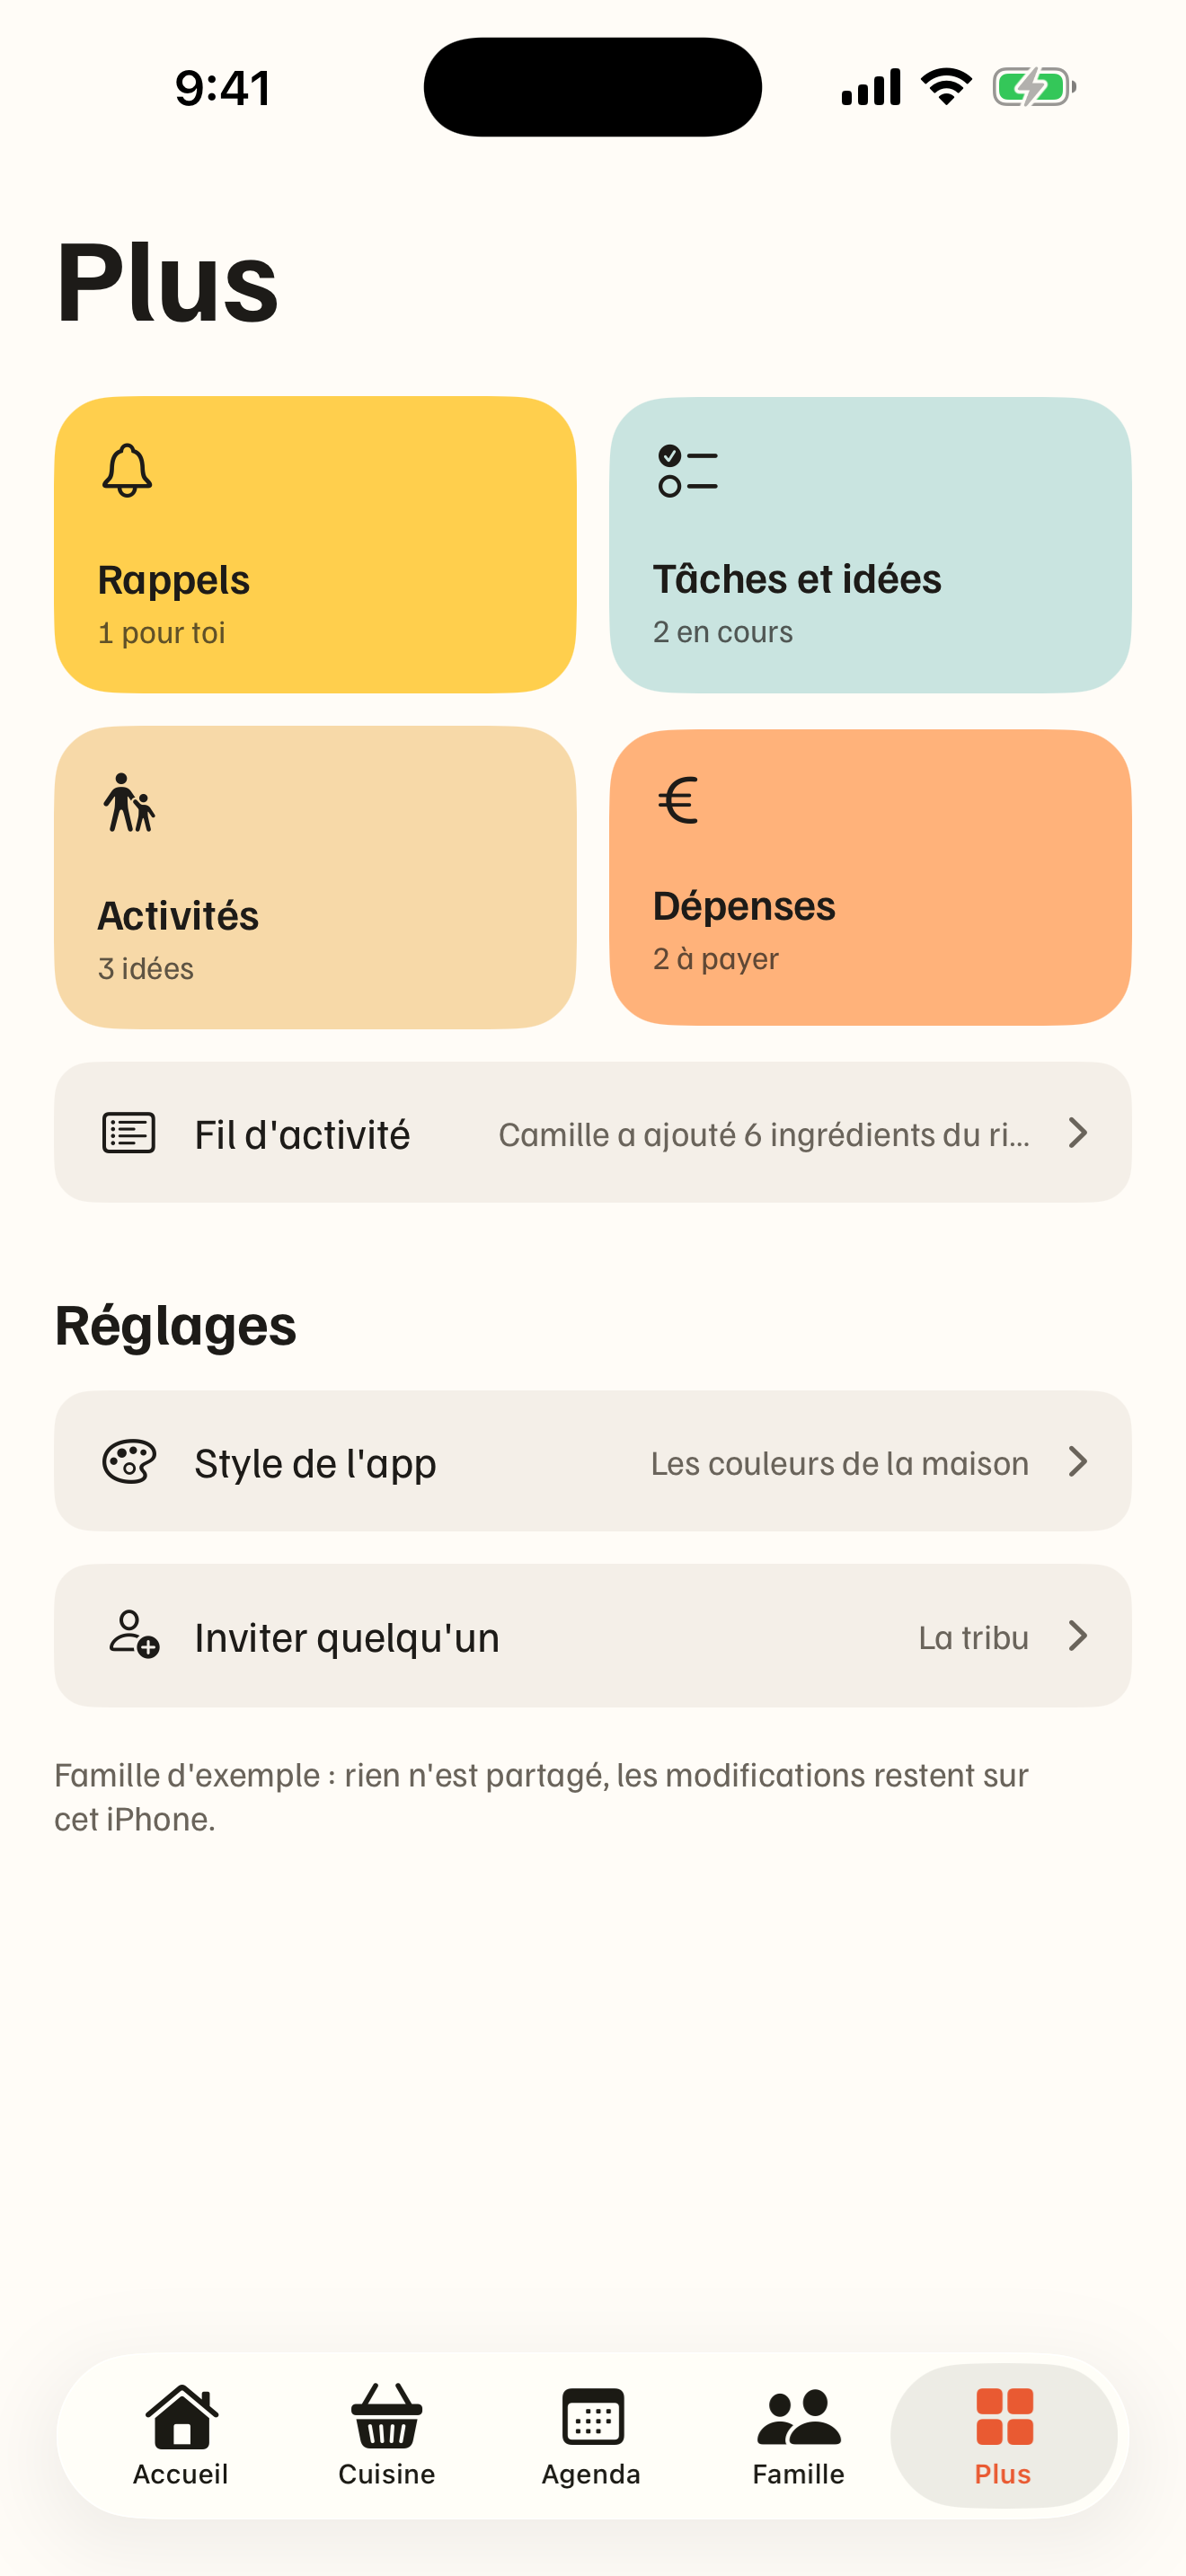 9:41
Plus
Rappels
1 pour toi
Tâches et idées
2 en cours
Activités
3 idées
Dépenses
2 à payer
Fil d'activité
Camille a ajouté 6 ingrédients du ri...
Réglages
Style de l'app
Les couleurs de la maison
Inviter quelqu'un
La tribu
Famille d'exemple : rien n'est partagé, les modifications restent sur
cet iPhone.
Accueil
Cuisine
Agenda
Famille
Plus